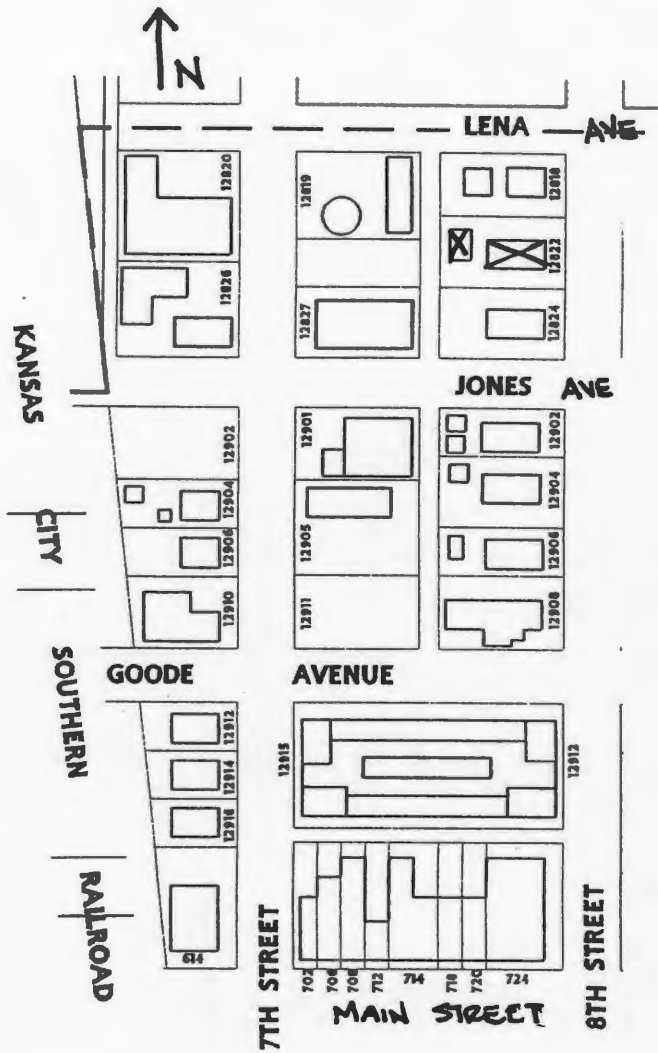 N
LENA AVE
12820
12819
12818
12822
12826
12827
12824
KANSAS
JONES AVE
12902
12901
12902
12904
12904
CITY
12906
12905
12906
12910
12911
12908
SOUTHERN
GOODE AVENUE
12912
12915
12912
12914
12916
RAILROAD
614
7TH STREET
8TH STREET
702 706 708 712 714 718 720 724
MAIN STREET